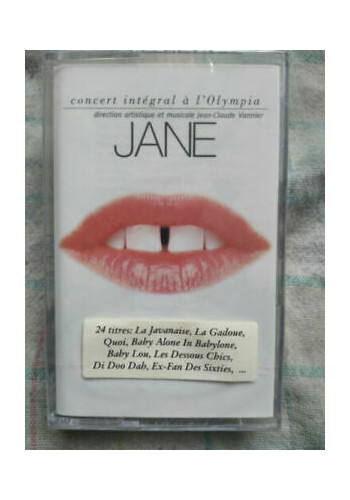 concert intégral à l'Olympia
direction artistique et musicale Jean-Claude Vannier
JANE
24 titres: La Javanaise, La Gadoue,
Quoi, Baby Alone In Babylone,
Baby Lou, Les Dessous Chics,
Di Doo Dah, Ex-Fan Des Sixties, ...